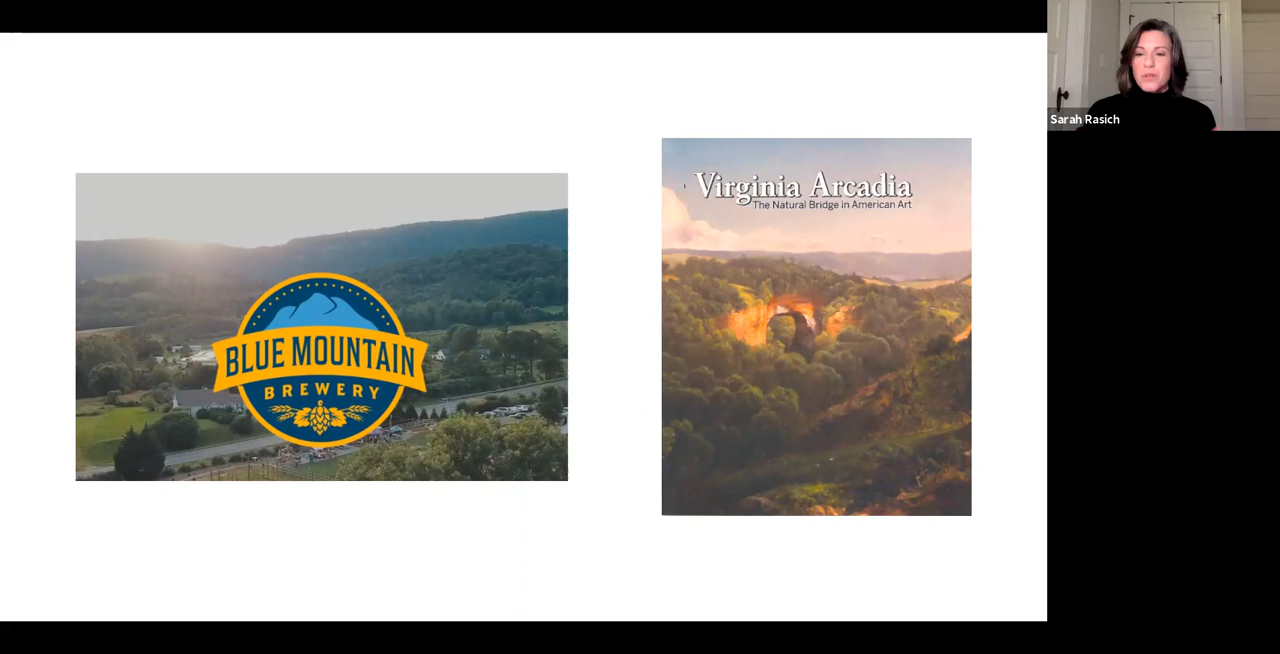 BLUE MOUNTAIN
BREWERY
Virginia Arcadia
The Natural Bridge in American Art
Sarah Rasich